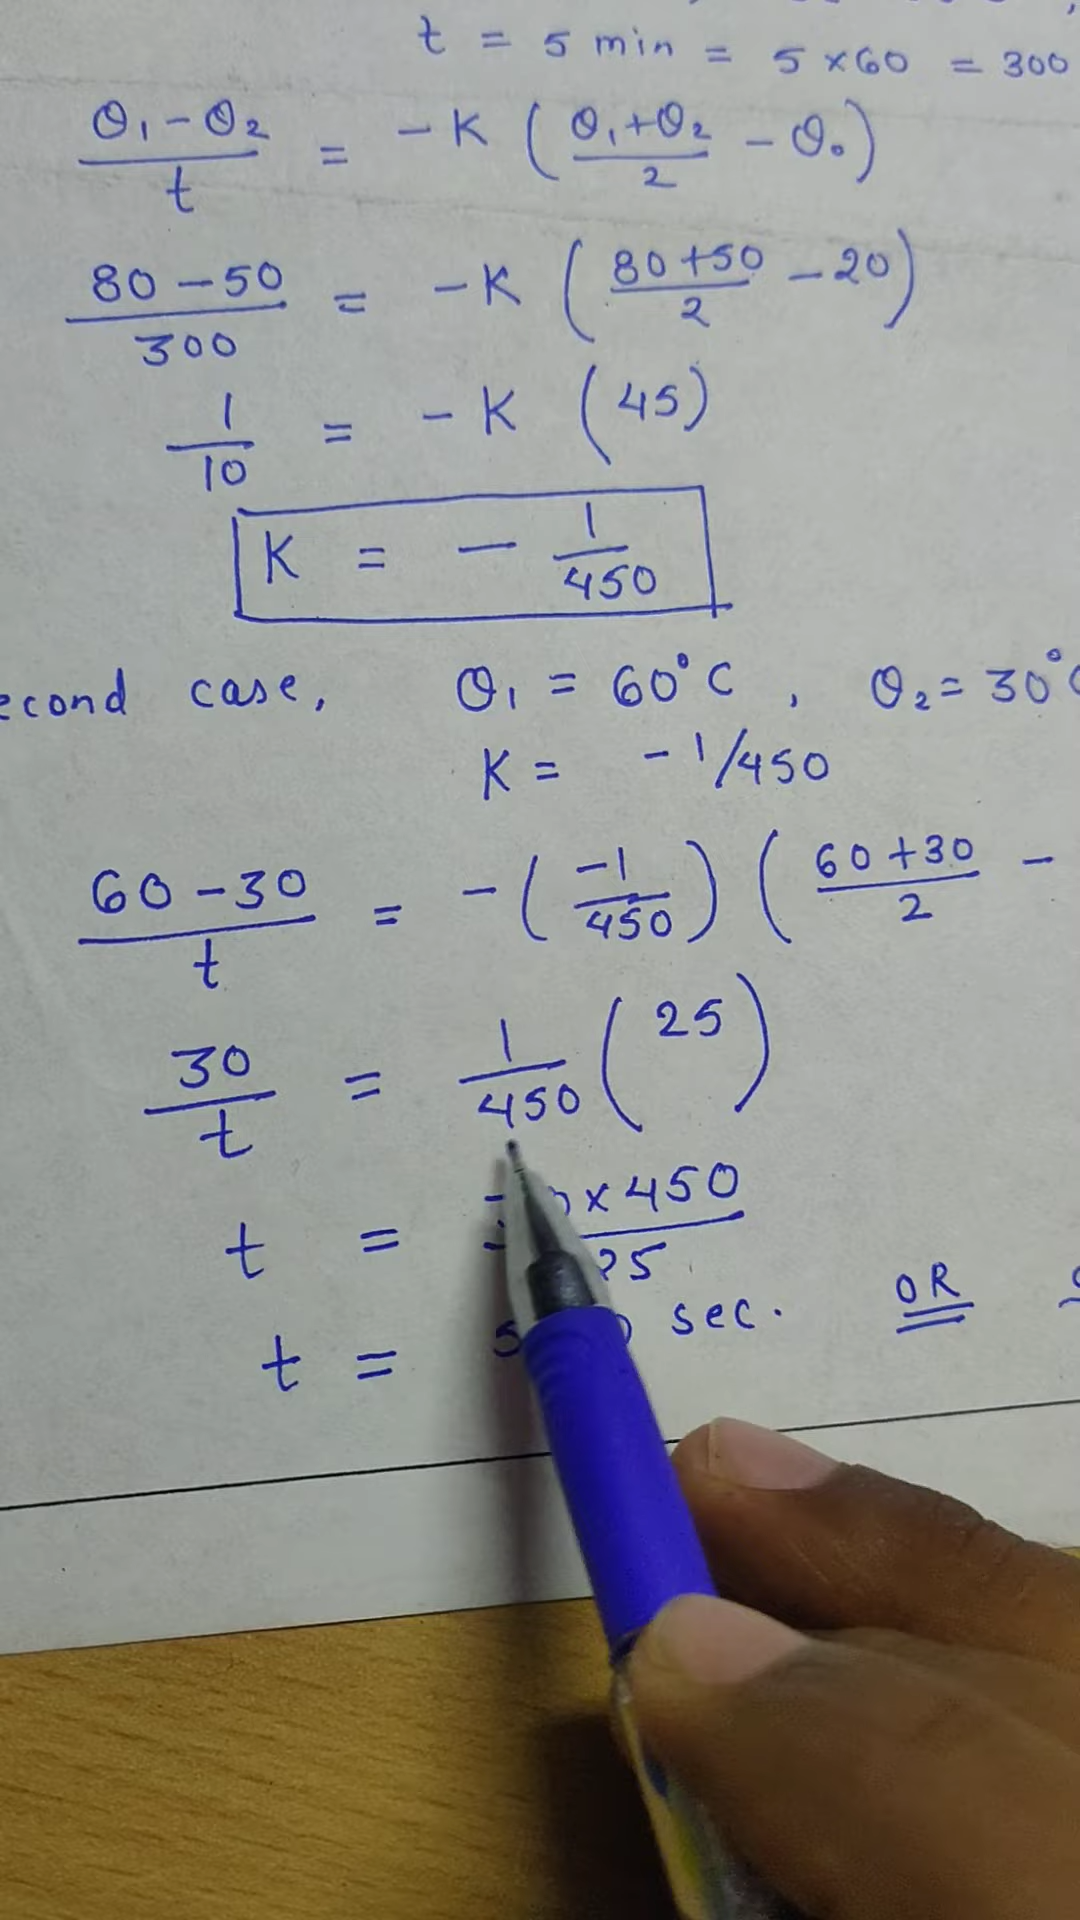 t = 5 min = 5 × 60 = 300
θ₁ - θ₂ / t = - K ( θ₁ + θ₂ / 2 - θ₀ )
80 - 50 / 300 = - K ( 80 + 50 / 2 - 20 )
1 / 10 = - K ( 45 )
K = - 1 / 450
case, θ₁ = 60°C , θ₂ = 30°
K = - 1/450
60 - 30 / t = - ( -1 / 450 ) ( 60 + 30 / 2 -
30 / t = 1 / 450 ( 25 )
t = × 450 / 25
t = sec. OR